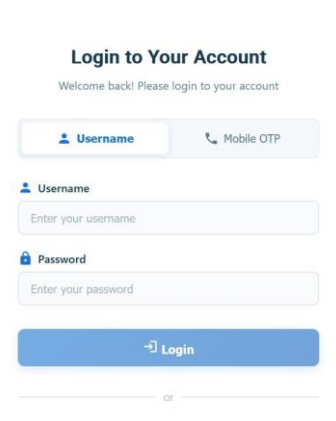 Login to Your Account
Welcome back! Please login to your account
Username
Mobile OTP
Username
Enter your username
Password
Enter your password
Login
or